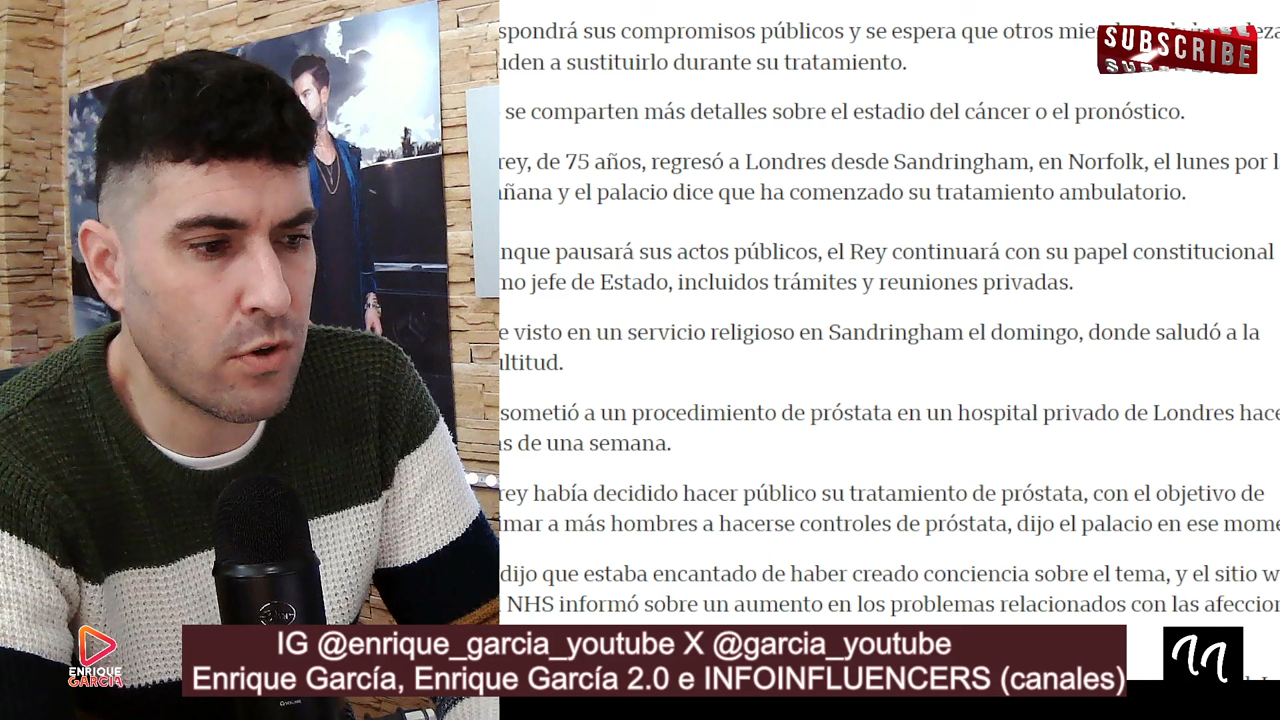 spondrá sus compromisos públicos y se espera que otros
uden a sustituirlo durante su tratamiento.
se comparten más detalles sobre el estadio del cáncer o el pronóstico.
rey, de 75 años, regresó a Londres desde Sandringham, en Norfolk, el lunes por l
ñana y el palacio dice que ha comenzado su tratamiento ambulatorio.
nque pausará sus actos públicos, el Rey continuará con su papel constitucional
mo jefe de Estado, incluidos trámites y reuniones privadas.
e visto en un servicio religioso en Sandringham el domingo, donde saludó a la
ultitud.
sometió a un procedimiento de próstata en un hospital privado de Londres hace
s de una semana.
rey había decidido hacer público su tratamiento de próstata, con el objetivo de
imar a más hombres a hacerse controles de próstata, dijo el palacio en ese mome
dijo que estaba encantado de haber creado conciencia sobre el tema, y el sitio w
NHS informó sobre un aumento en los problemas relacionados con las afeccion
SUBSCRIBE
IG @enrique_garcia_youtube X @garcia_youtube
Enrique García, Enrique García 2.0 e INFOINFLUENCERS (canales)
ENRIQUE
GARCIA